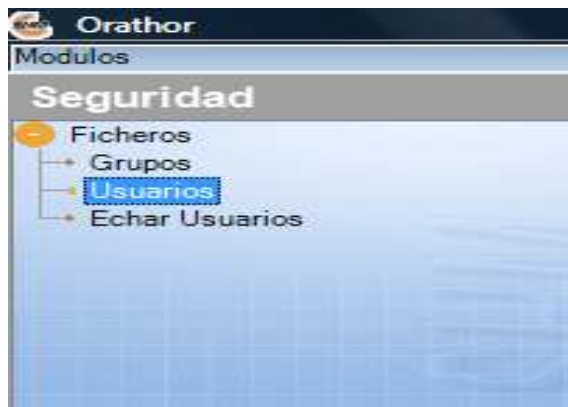 Orathor
Modulos
Seguridad
Ficheros
Grupos
Usuarios
Echar Usuarios